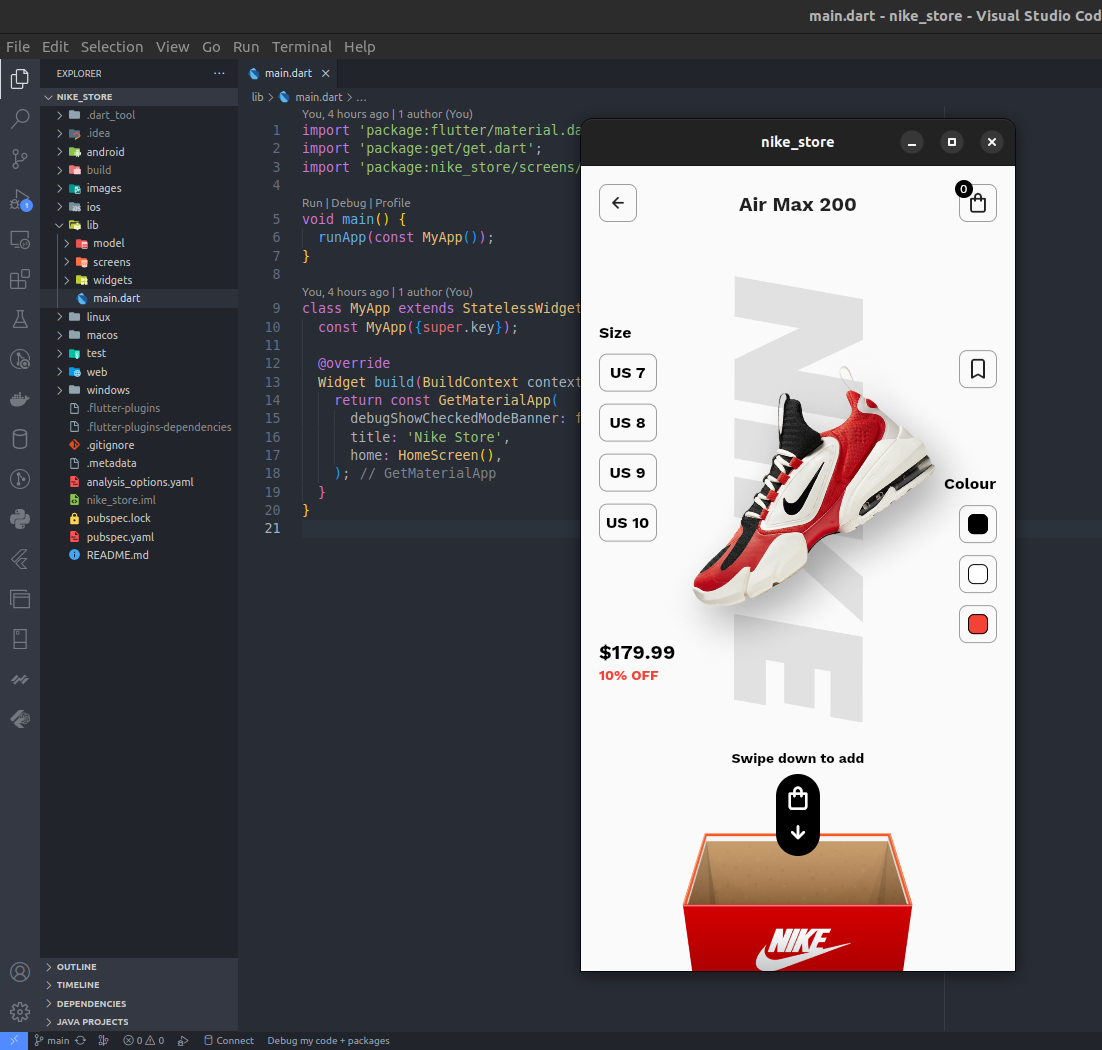 main.dart - nike_store - Visual Studio Cod
File Edit Selection View Go Run Terminal Help
EXPLORER
NIKE_STORE
.dart_tool
.idea
android
build
images
ios
lib
model
screens
widgets
main.dart
linux
macos
test
web
windows
.flutter-plugins
.flutter-plugins-dependencies
.gitignore
.metadata
analysis_options.yaml
nike_store.iml
pubspec.lock
pubspec.yaml
README.md
OUTLINE
TIMELINE
DEPENDENCIES
JAVA PROJECTS
1
main.dart
lib > main.dart > ...
You, 4 hours ago | 1 author (You)
1 import 'package:flutter/material.da
2 import 'package:get/get.dart';
3 import 'package:nike_store/screens/
4
Run | Debug | Profile
5 void main() {
6 runApp(const MyApp());
7 }
8
You, 4 hours ago | 1 author (You)
9 class MyApp extends StatelessWidget
10 const MyApp({super.key});
11
12 @override
13 Widget build(BuildContext context
14 return const GetMaterialApp(
15 debugShowCheckedModeBanner: f
16 title: 'Nike Store',
17 home: HomeScreen(),
18 ); // GetMaterialApp
19 }
20 }
21
nike_store
Air Max 200
0
NIKE
Size
US 7
US 8
US 9
US 10
Colour
$179.99
10% OFF
Swipe down to add
NIKE
main 0 0 Connect Debug my code + packages